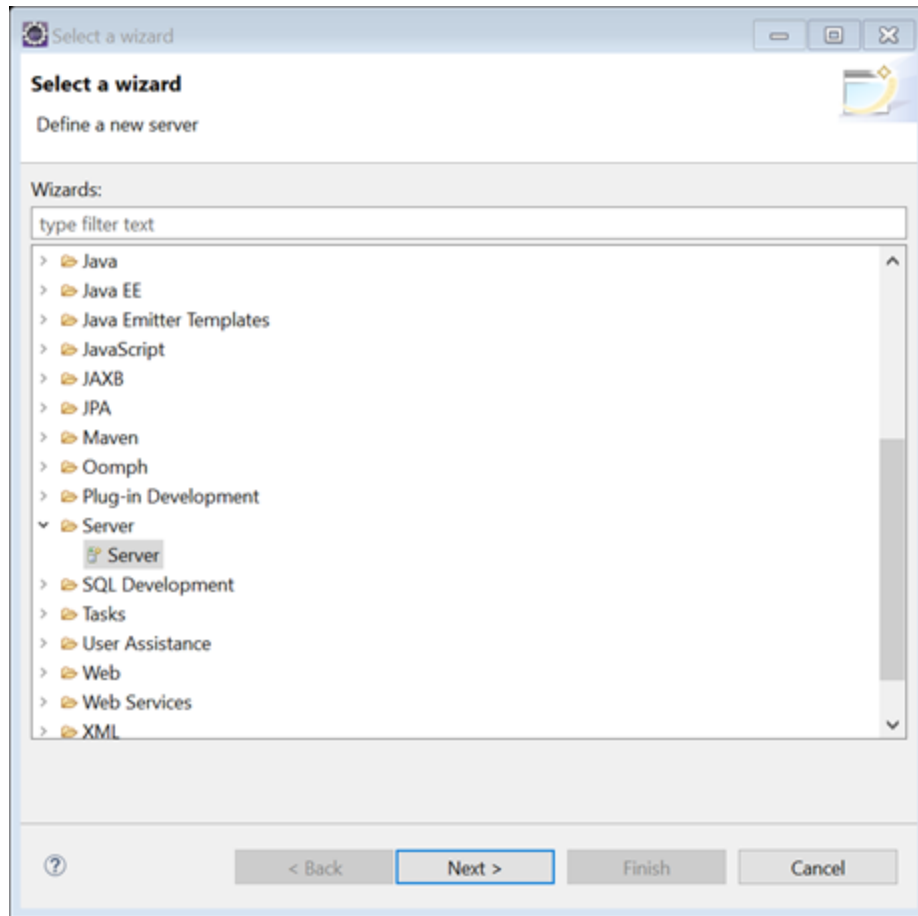 Select a wizard
Select a wizard
Define a new server
Wizards:
type filter text
Java
Java EE
Java Emitter Templates
JavaScript
JAXB
JPA
Maven
Oomph
Plug-in Development
Server
Server
SQL Development
Tasks
User Assistance
Web
Web Services
XML
? < Back Next > Finish Cancel